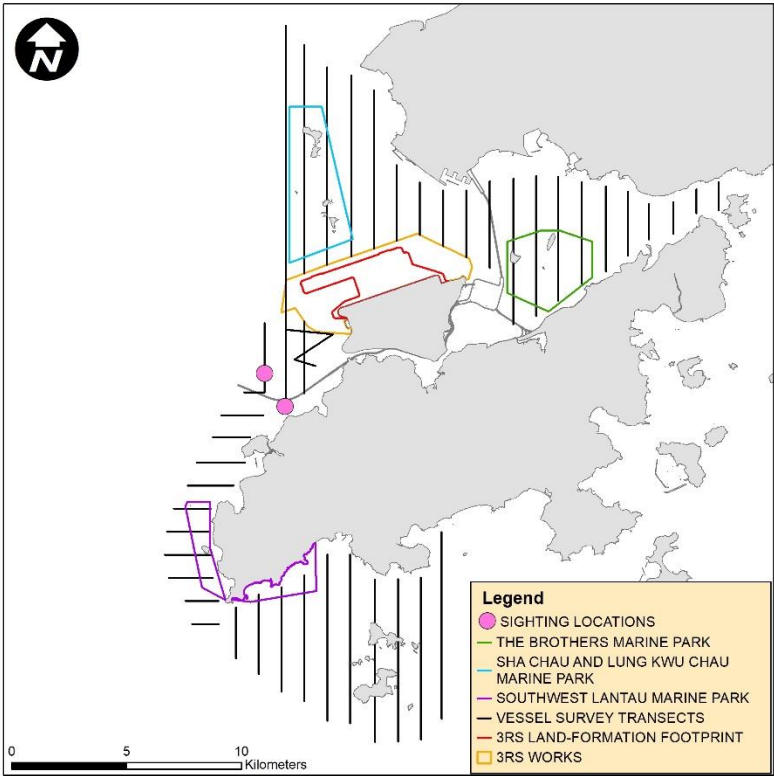 N
Legend
SIGHTING LOCATIONS
THE BROTHERS MARINE PARK
SHA CHAU AND LUNG KWU CHAU
MARINE PARK
SOUTHWEST LANTAU MARINE PARK
VESSEL SURVEY TRANSECTS
3RS LAND-FORMATION FOOTPRINT
3RS WORKS
0 5 10
Kilometers